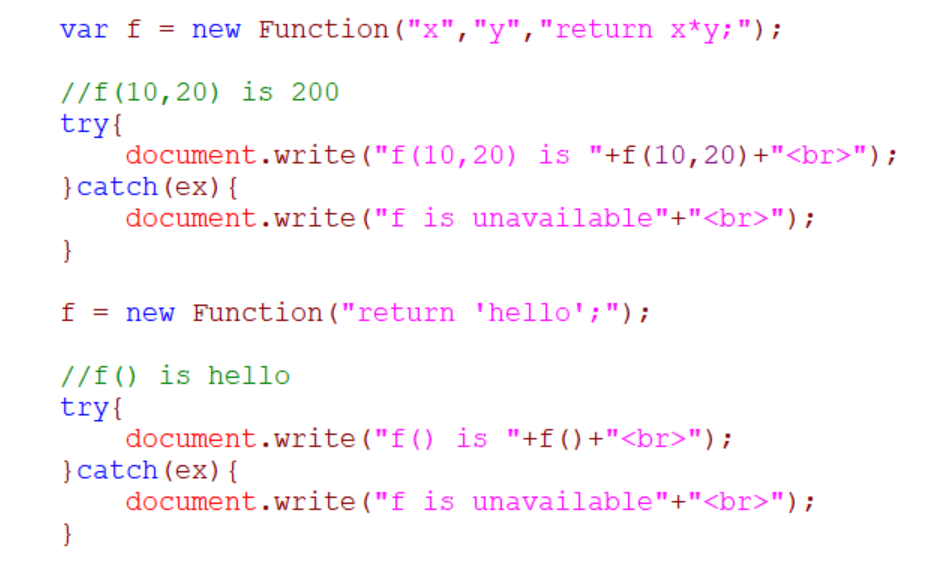 var f = new Function("x","y","return x*y;");
//f(10,20) is 200
try{
document.write("f(10,20) is "+f(10,20)+"<br>");
}catch(ex){
document.write("f is unavailable"+"<br>");
}
f = new Function("return 'hello';");
//f() is hello
try{
document.write("f() is "+f()+"<br>");
}catch(ex){
document.write("f is unavailable"+"<br>");
}